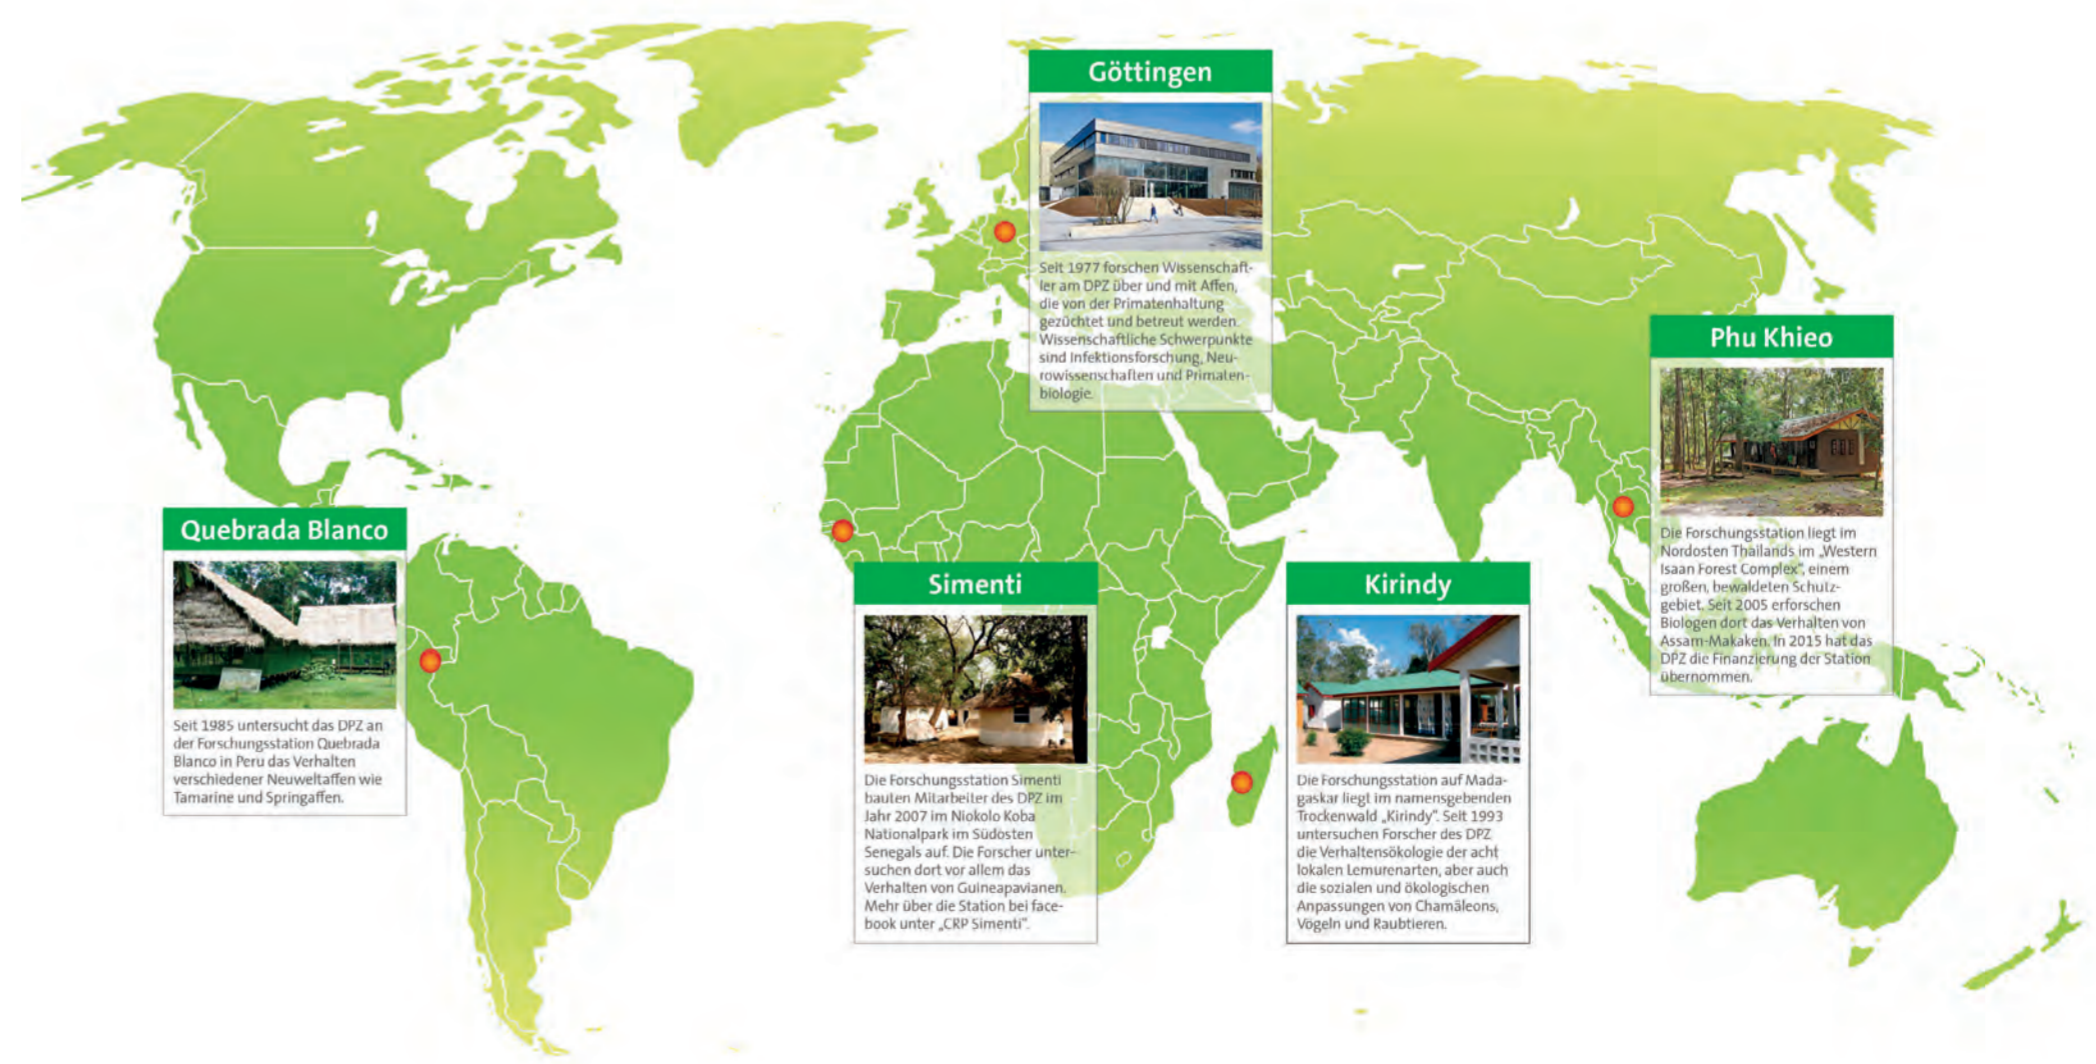 Göttingen
Seit 1977 forschen Wissenschaft-
ler am DPZ über und mit Affen,
die von der Primatenhaltung
gezüchtet und betreut werden.
Wissenschaftliche Schwerpunkte
sind Infektionsforschung, Neu-
rowissenschaften und Primaten-
biologie.
Phu Khieo
Die Forschungsstation liegt im
Nordosten Thailands im „Western
Isaan Forest Complex“, einem
großen, bewaldeten Schutz-
gebiet. Seit 2005 erforschen
Biologen dort das Verhalten von
Assam-Makaken. In 2015 hat das
DPZ die Finanzierung der Station
übernommen.
Quebrada Blanco
Seit 1985 untersucht das DPZ an
der Forschungsstation Quebrada
Blanco in Peru das Verhalten
verschiedener Neuweltaffen wie
Tamarine und Springaffen.
Simenti
Die Forschungsstation Simenti
bauten Mitarbeiter des DPZ im
Jahr 2007 im Niokolo Koba
Nationalpark im Südosten
Senegals auf. Die Forscher unter-
suchen dort vor allem das
Verhalten von Guineapavianen.
Mehr über die Station bei face-
book unter „CRP Simenti“.
Kirindy
Die Forschungsstation auf Mada-
gaskar liegt im namensgebenden
Trockenwald „Kirindy“. Seit 1993
untersuchen Forscher des DPZ
die Verhaltensökologie der acht
lokalen Lemurenarten, aber auch
die sozialen und ökologischen
Anpassungen von Chamäleons,
Vögeln und Raubtieren.